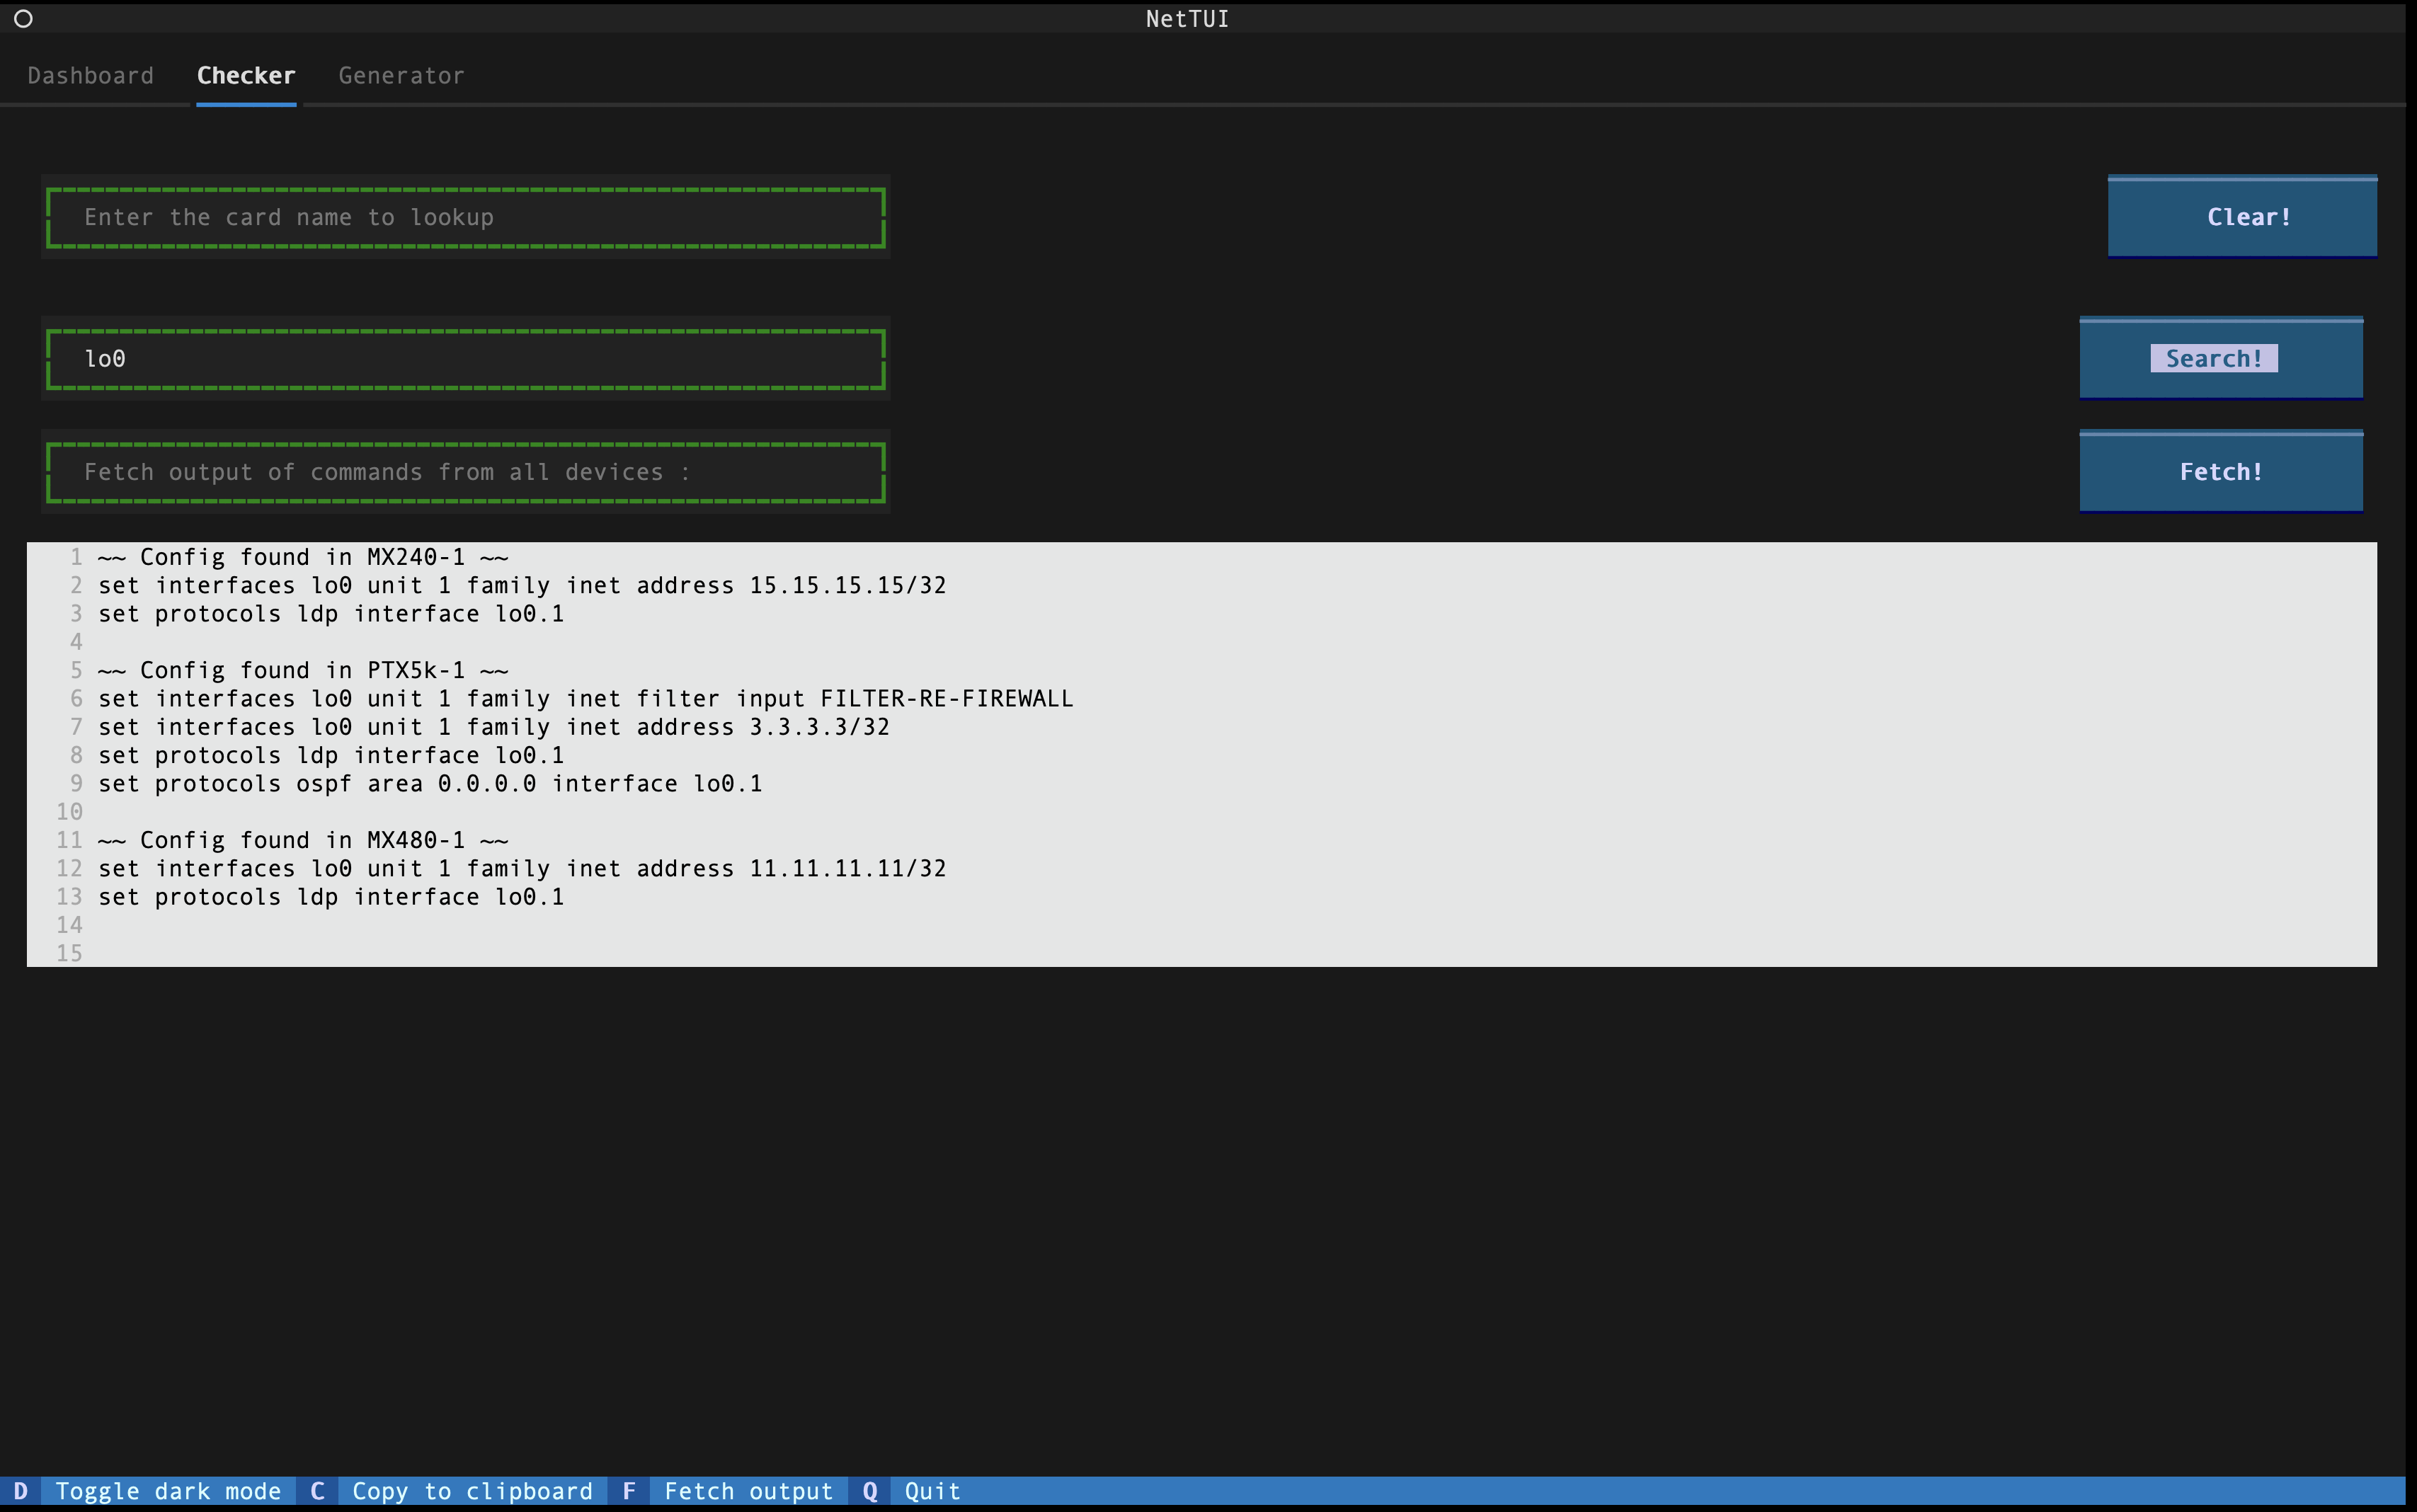 NetTUI
Dashboard Checker Generator
Enter the card name to lookup
Clear!
lo0
Search!
Fetch output of commands from all devices :
Fetch!
1 ~~ Config found in MX240-1 ~~
2 set interfaces lo0 unit 1 family inet address 15.15.15.15/32
3 set protocols ldp interface lo0.1
4
5 ~~ Config found in PTX5k-1 ~~
6 set interfaces lo0 unit 1 family inet filter input FILTER-RE-FIREWALL
7 set interfaces lo0 unit 1 family inet address 3.3.3.3/32
8 set protocols ldp interface lo0.1
9 set protocols ospf area 0.0.0.0 interface lo0.1
10
11 ~~ Config found in MX480-1 ~~
12 set interfaces lo0 unit 1 family inet address 11.11.11.11/32
13 set protocols ldp interface lo0.1
14
15
D Toggle dark mode C Copy to clipboard F Fetch output Q Quit